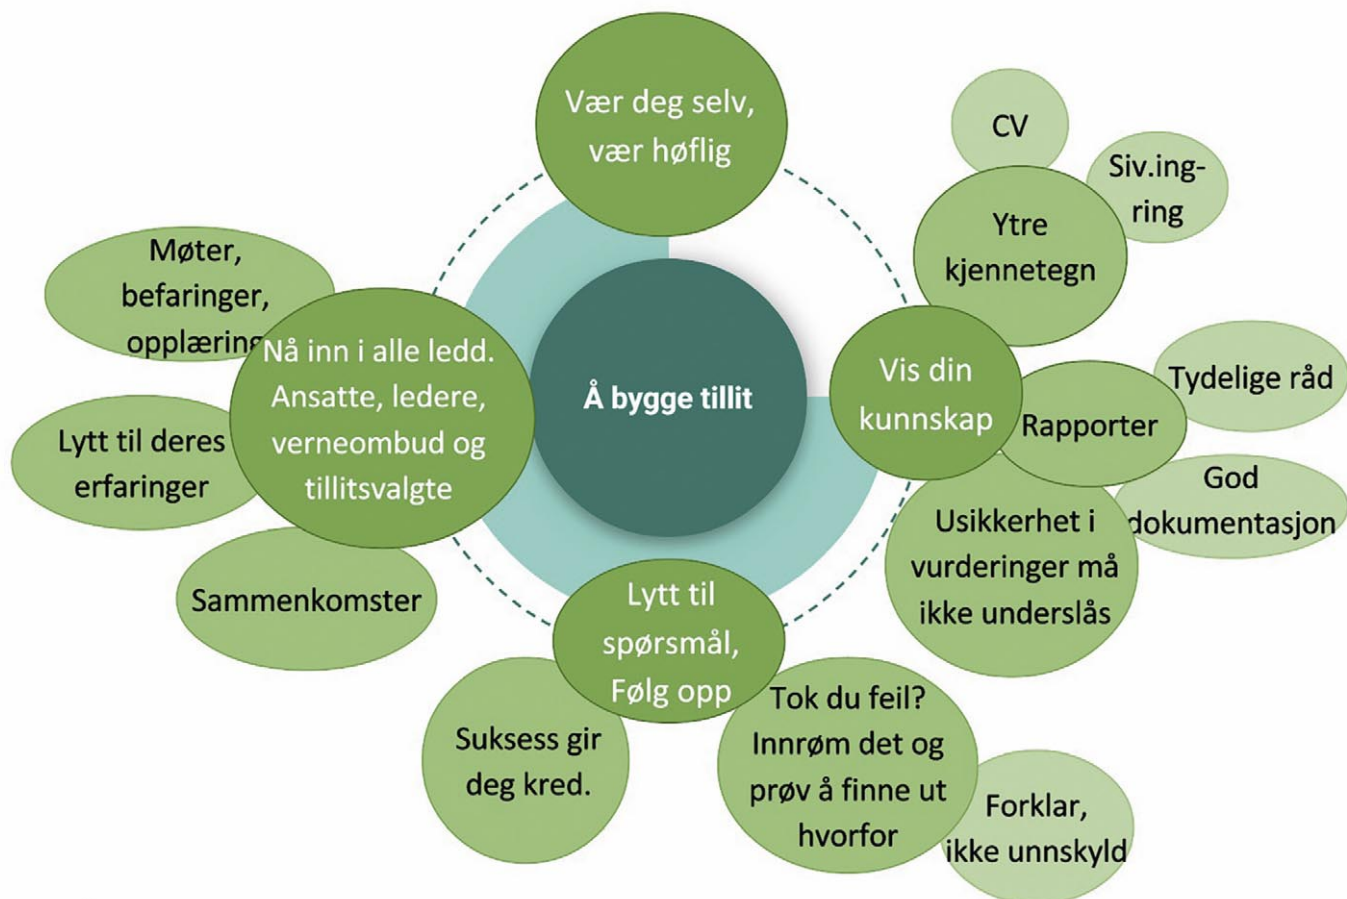 Vær deg selv,
vær høflig
CV
Siv.ing-
ring
Ytre
kjennetegn
Vis din
kunnskap
Rapporter
Tydelige råd
God
dokumentasjon
Usikkerhet i
vurderinger må
ikke underslås
Å bygge tillit
Møter,
befaringer,
opplæring
Nå inn i alle ledd.
Ansatte, ledere,
verneombud og
tillitsvalgte
Lytt til deres
erfaringer
Sammenkomster
Lytt til
spørsmål,
Følg opp
Suksess gir
deg kred.
Tok du feil?
Innrøm det og
prøv å finne ut
hvorfor
Forklar,
ikke unnskyld